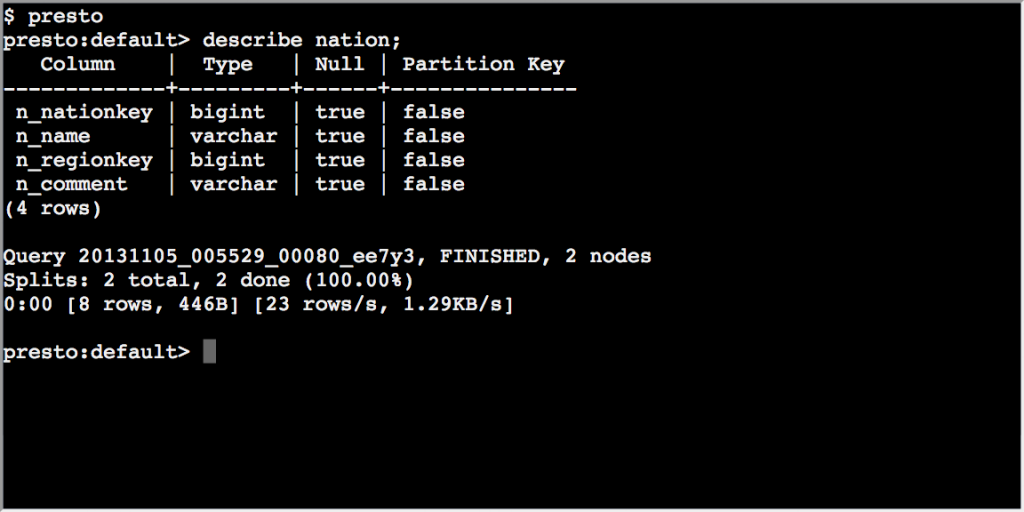 $ presto
presto:default> describe nation;
   Column    |  Type   | Null | Partition Key
-------------+---------+------+---------------
 n_nationkey | bigint  | true | false
 n_name      | varchar | true | false
 n_regionkey | bigint  | true | false
 n_comment   | varchar | true | false
(4 rows)
Query 20131105_005529_00080_ee7y3, FINISHED, 2 nodes
Splits: 2 total, 2 done (100.00%)
0:00 [8 rows, 446B] [23 rows/s, 1.29KB/s]
presto:default>